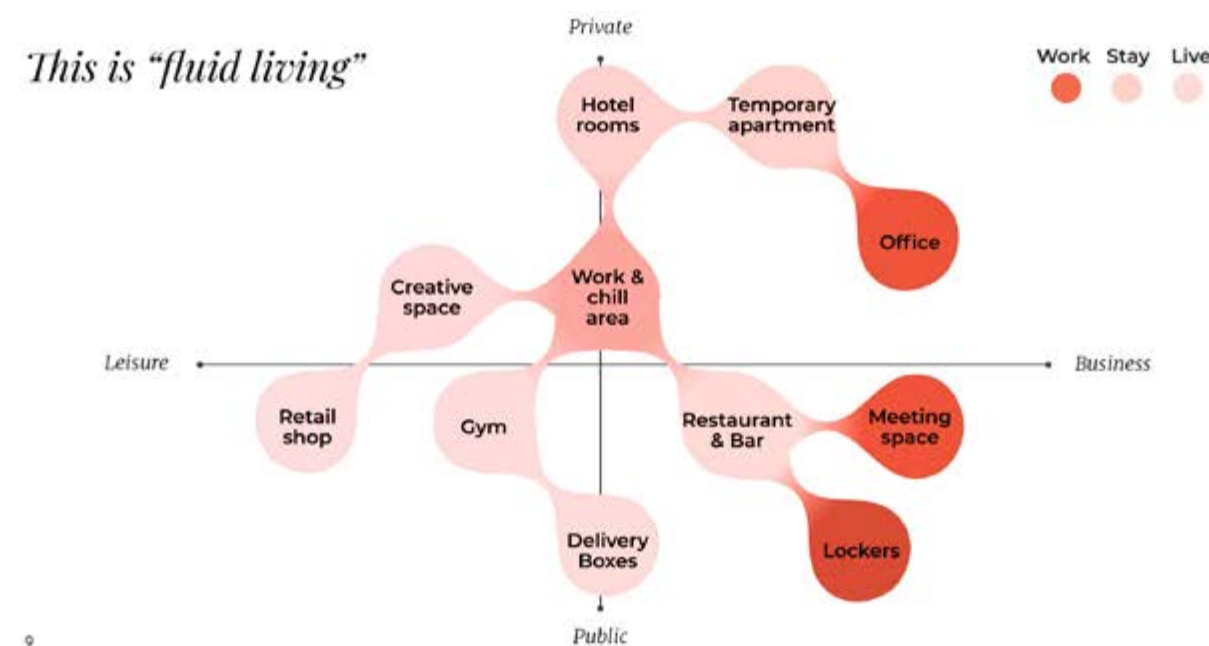 This is “fluid living”
Private
Work Stay Live
Hotel
rooms
Temporary
apartment
Office
Creative
space
Work &
chill
area
Leisure
Business
Retail
shop
Gym
Restaurant
& Bar
Meeting
space
Delivery
Boxes
Lockers
Public
9